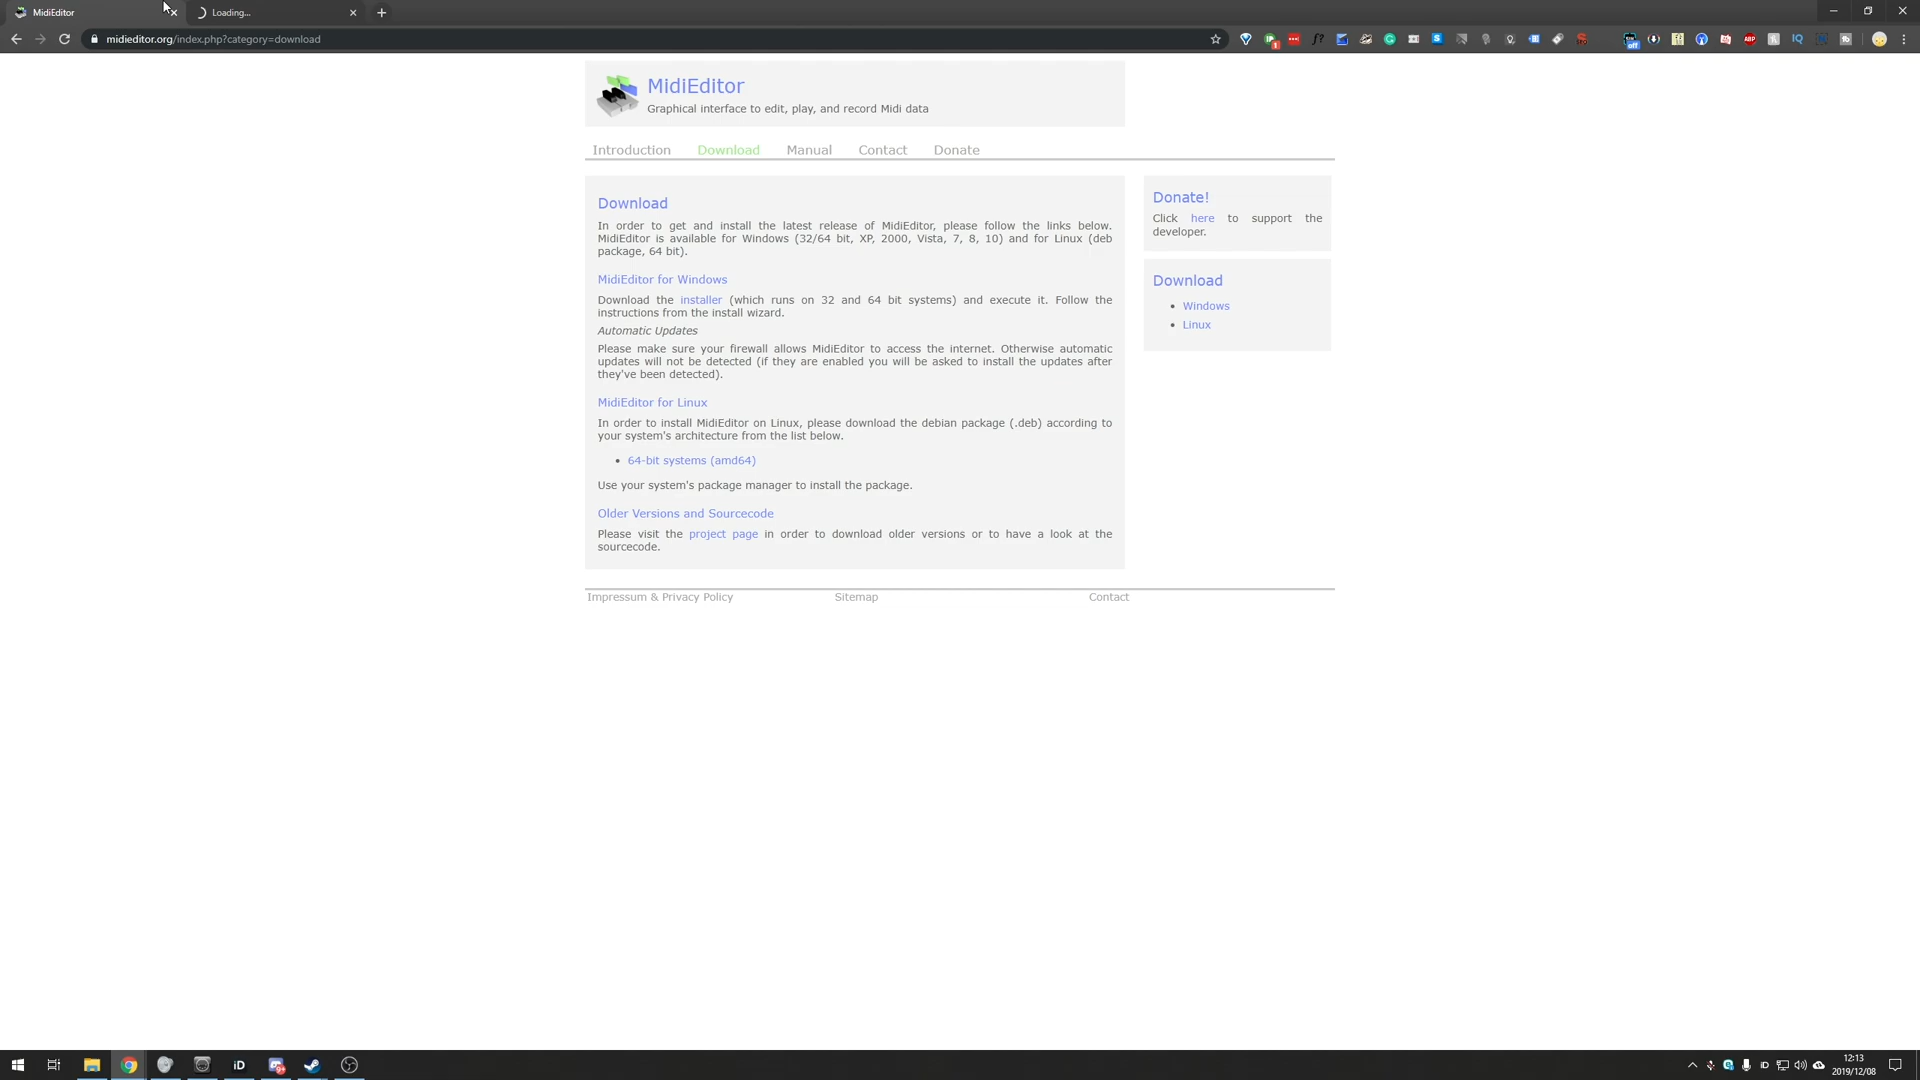 MidiEditor
Loading...
midieditor.org/index.php?category=download
MidiEditor
Graphical interface to edit, play, and record Midi data
Introduction Download Manual Contact Donate
Download
In order to get and install the latest release of MidiEditor, please follow the links below.
MidiEditor is available for Windows (32/64 bit, XP, 2000, Vista, 7, 8, 10) and for Linux (deb
package, 64 bit).
MidiEditor for Windows
Download the installer (which runs on 32 and 64 bit systems) and execute it. Follow the
instructions from the install wizard.
Automatic Updates
Please make sure your firewall allows MidiEditor to access the internet. Otherwise automatic
updates will not be detected (if they are enabled you will be asked to install the updates after
they've been detected).
MidiEditor for Linux
In order to install MidiEditor on Linux, please download the debian package (.deb) according to
your system's architecture from the list below.
64-bit systems (amd64)
Use your system's package manager to install the package.
Older Versions and Sourcecode
Please visit the project page in order to download older versions or to have a look at the
sourcecode.
Donate!
Click here to support the
developer.
Download
Windows
Linux
Impressum & Privacy Policy Sitemap Contact
12:13
2019/12/08